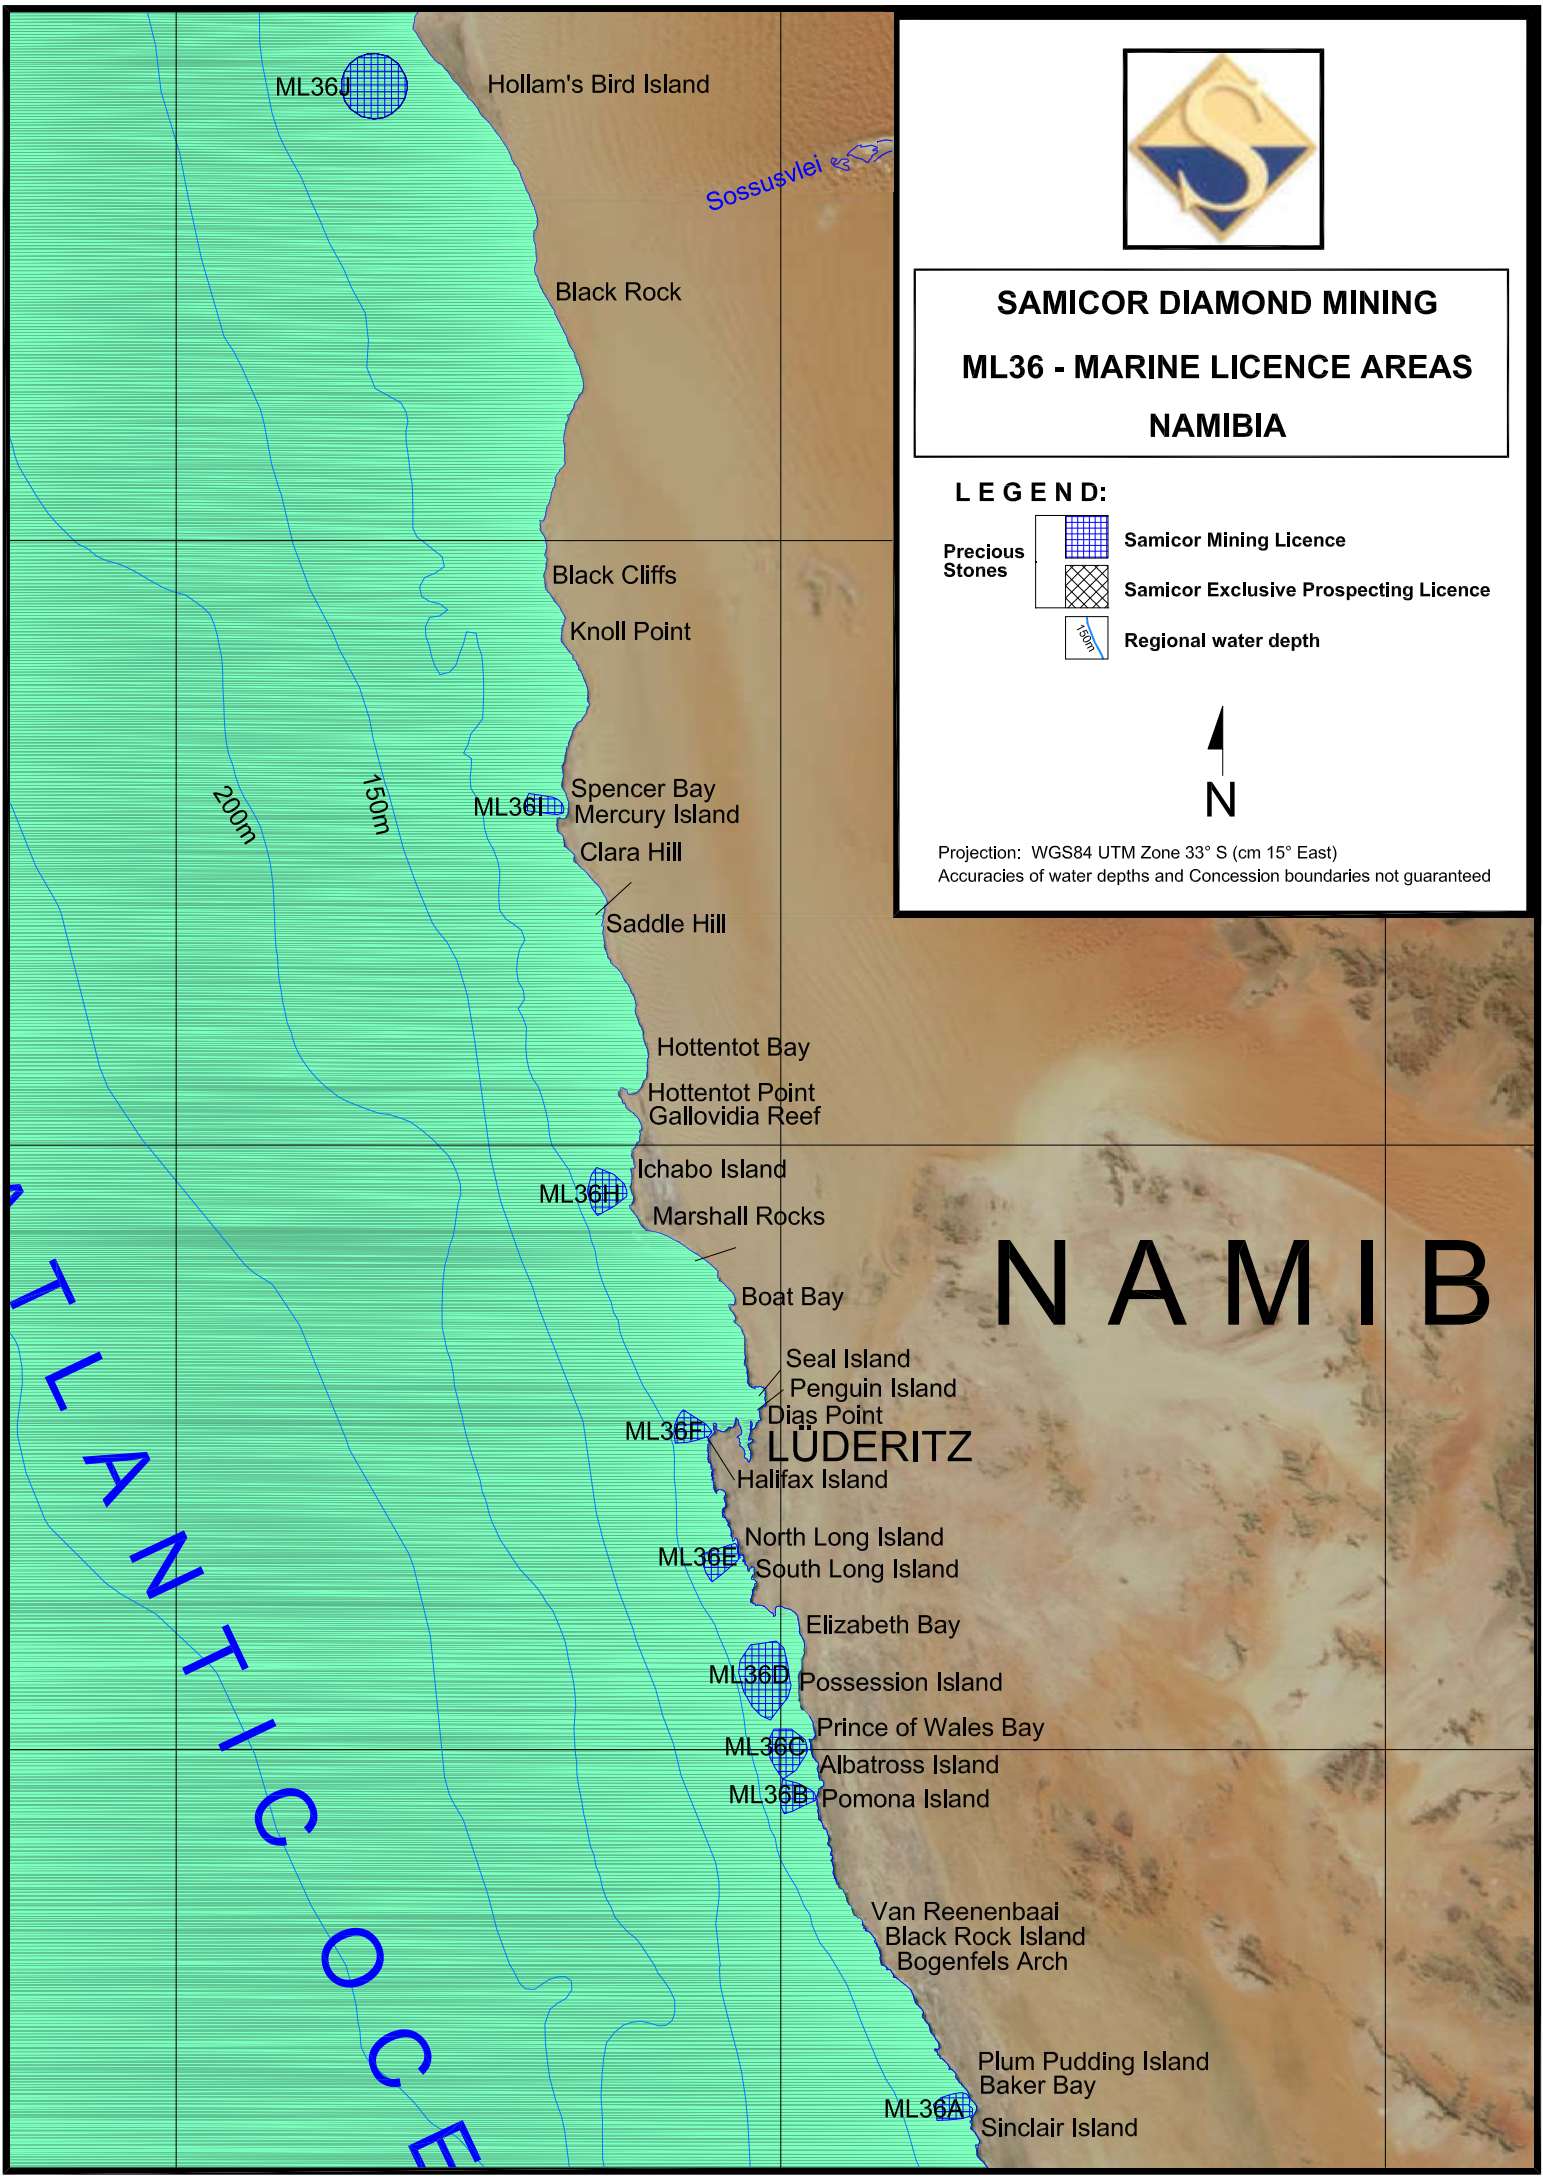 ML36J
Hollam's Bird Island
Sossusvlei
Black Rock
Black Cliffs
Knoll Point
200m
150m
ML36I
Spencer Bay
Mercury Island
Clara Hill
Saddle Hill
Hottentot Bay
Hottentot Point
Gallovidia Reef
Ichabo Island
ML36H
Marshall Rocks
Boat Bay
Seal Island
Penguin Island
Dias Point
ML36F
LÜDERITZ
Halifax Island
North Long Island
ML36E
South Long Island
Elizabeth Bay
ML36D
Possession Island
Prince of Wales Bay
ML36C
Albatross Island
ML36B
Pomona Island
Van Reenenbaai
Black Rock Island
Bogenfels Arch
Plum Pudding Island
Baker Bay
ML36A
Sinclair Island
ATLANTIC OCE
NAMIB
S
SAMICOR DIAMOND MINING
ML36 - MARINE LICENCE AREAS
NAMIBIA
LEGEND:
Precious
Stones
Samicor Mining Licence
Samicor Exclusive Prospecting Licence
150m
Regional water depth
N
Projection: WGS84 UTM Zone 33° S (cm 15° East)
Accuracies of water depths and Concession boundaries not guaranteed